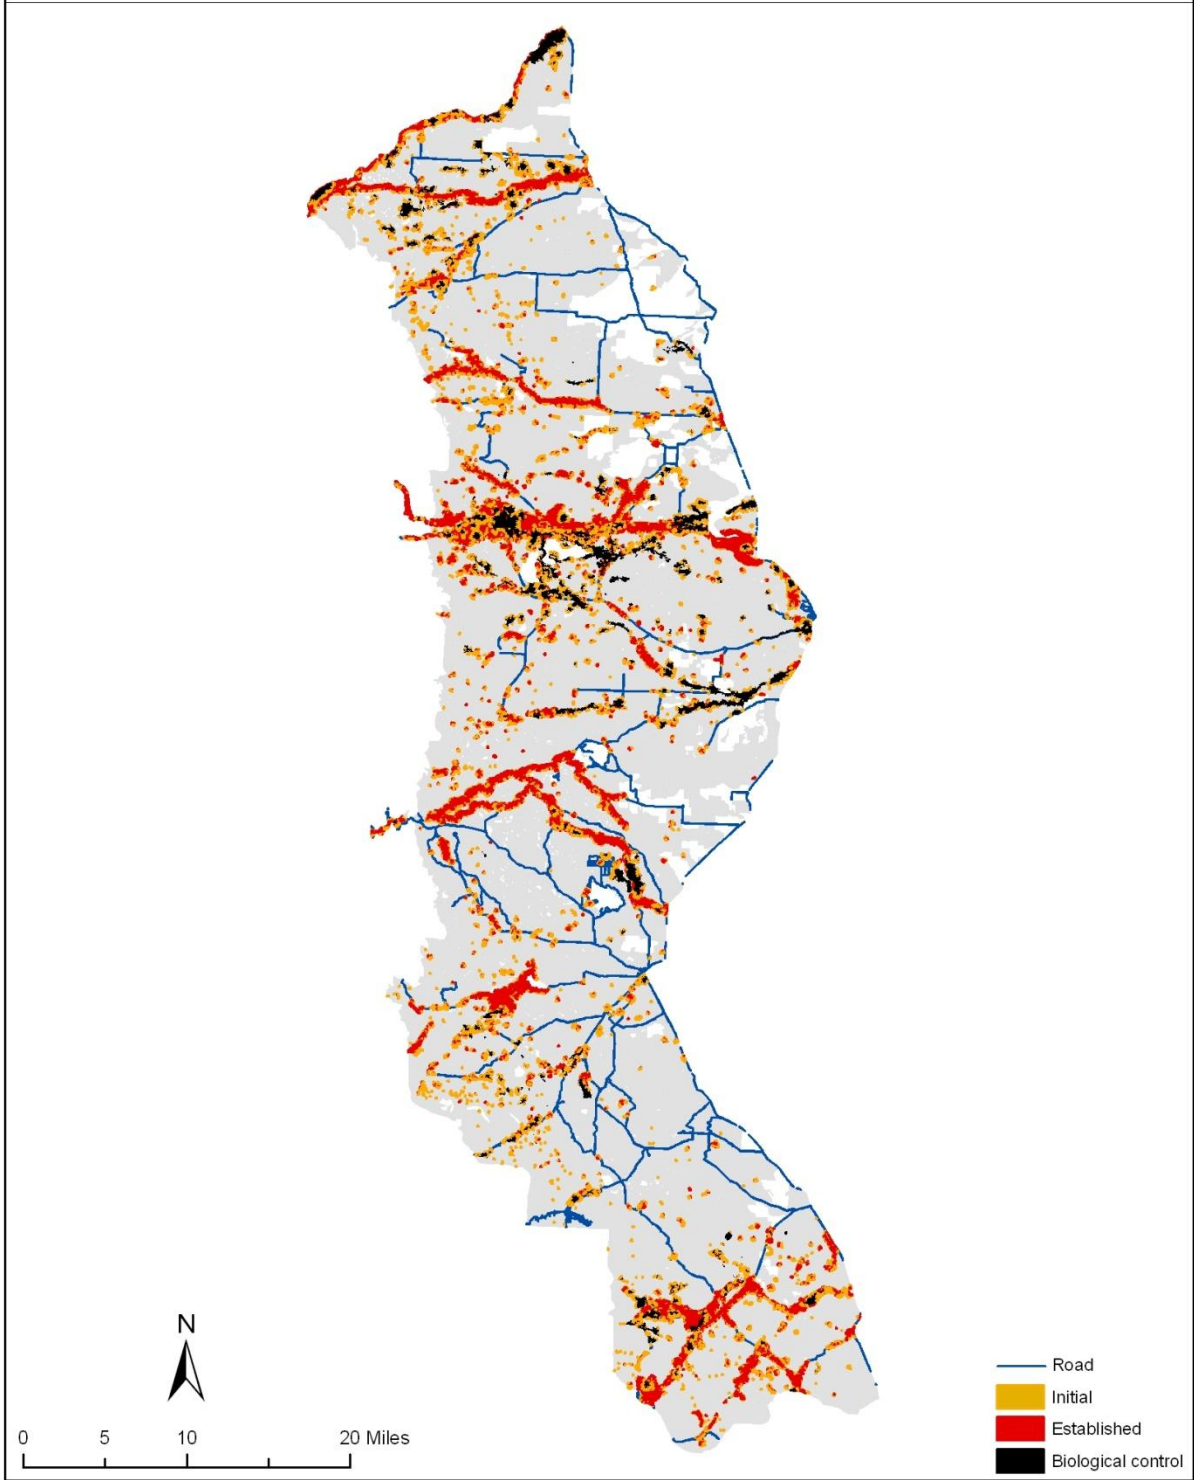 N
0 5 10 20 Miles
Road
Initial
Established
Biological control